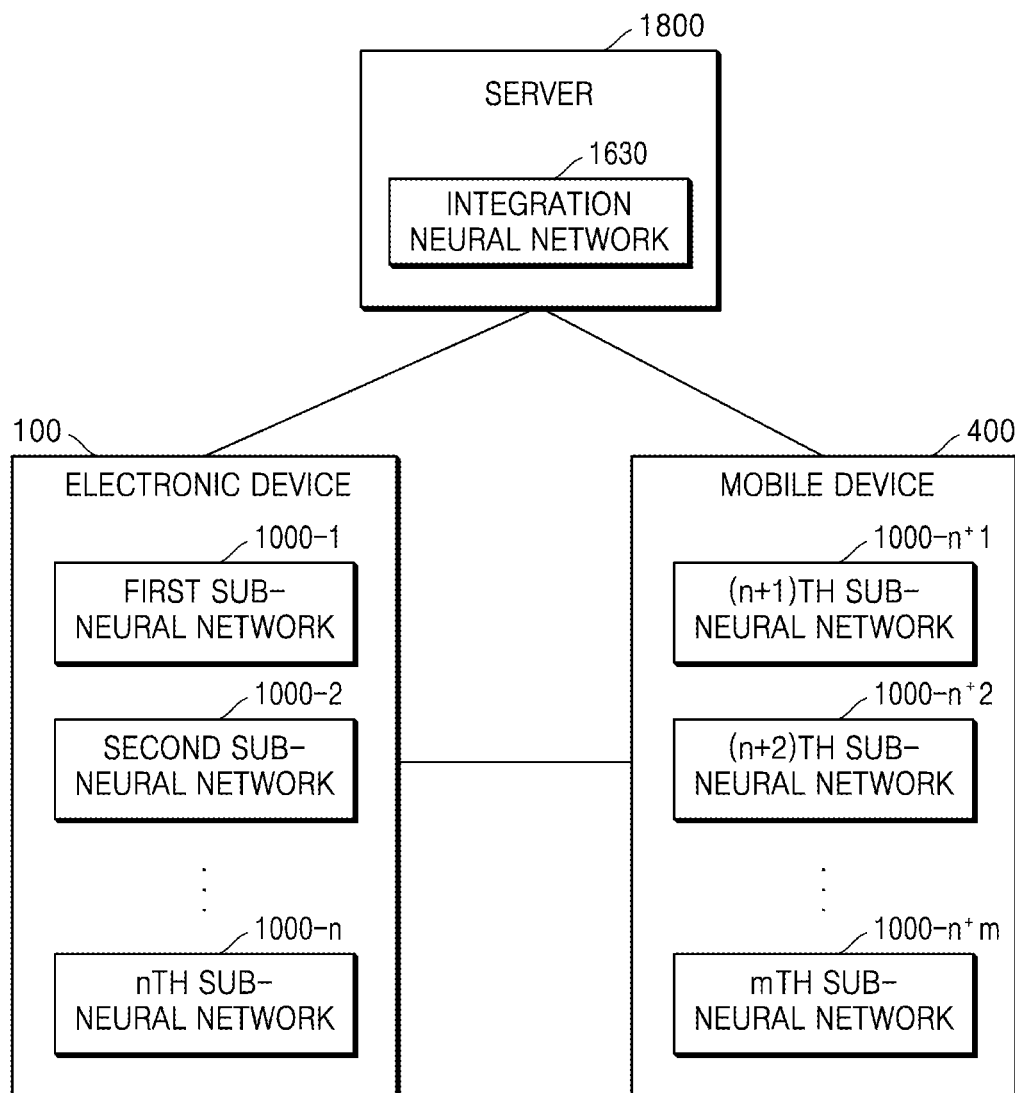 1800
SERVER
1630
INTEGRATION
NEURAL NETWORK
100
ELECTRONIC DEVICE
1000-1
FIRST SUB-
NEURAL NETWORK
1000-2
SECOND SUB-
NEURAL NETWORK
1000-n
nTH SUB-
NEURAL NETWORK
400
MOBILE DEVICE
1000-n+1
(n+1)TH SUB-
NEURAL NETWORK
1000-n+2
(n+2)TH SUB-
NEURAL NETWORK
1000-n+m
mTH SUB-
NEURAL NETWORK